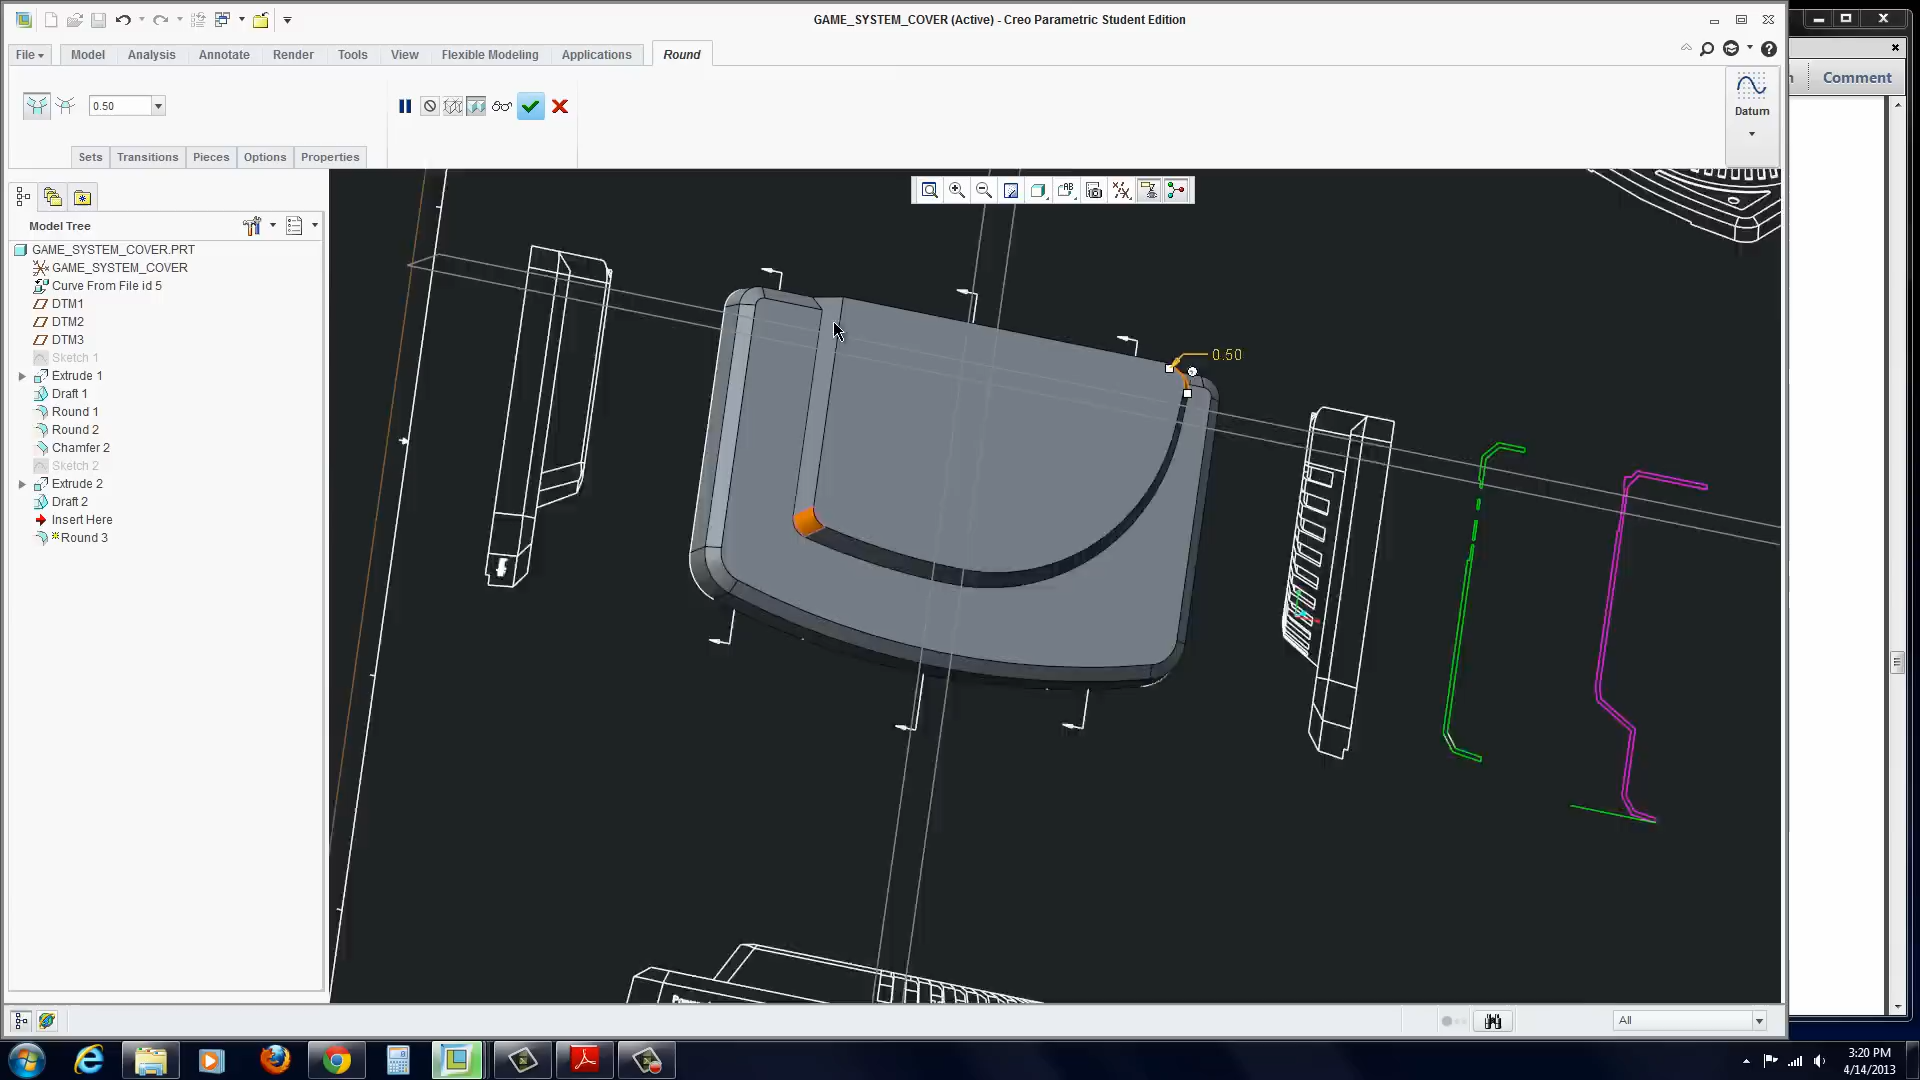 GAME_SYSTEM_COVER (Active) - Creo Parametric Student Edition
File Model Analysis Annotate Render Tools View Flexible Modeling Applications Round
Comment
0.50
Datum
Sets Transitions Pieces Options Properties
Model Tree
GAME_SYSTEM_COVER.PRT
GAME_SYSTEM_COVER
Curve From File id 5
DTM1
DTM2
DTM3
Sketch 1
Extrude 1
Draft 1
Round 1
Round 2
Chamfer 2
Sketch 2
Extrude 2
Draft 2
Insert Here
Round 3
0.50
All
3:20 PM
4/14/2013